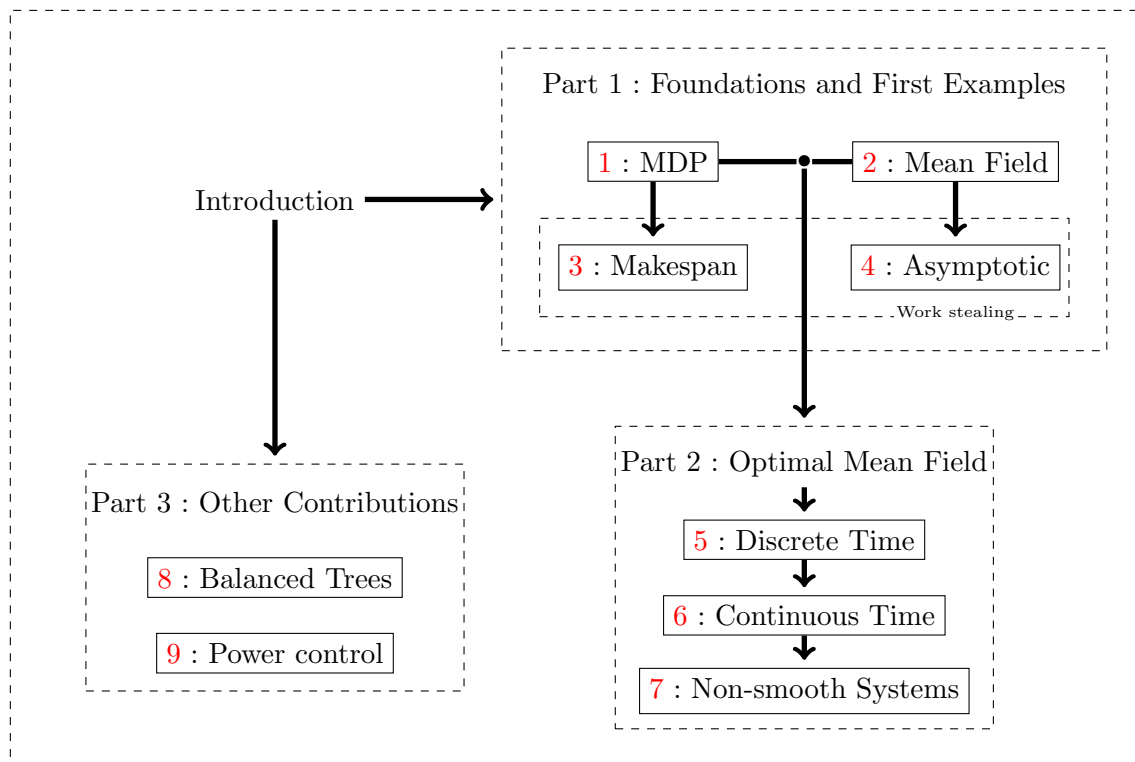 Part 1 : Foundations and First Examples
1 : MDP
2 : Mean Field
Introduction
3 : Makespan
4 : Asymptotic
Work stealing
Part 2 : Optimal Mean Field
5 : Discrete Time
6 : Continuous Time
7 : Non-smooth Systems
Part 3 : Other Contributions
8 : Balanced Trees
9 : Power control